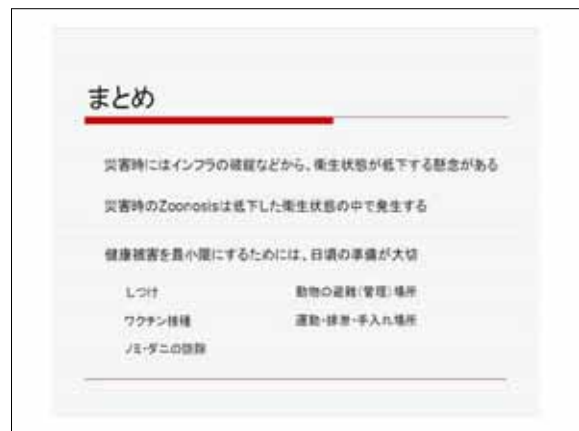 まとめ
災害時にはインフラの破綻などから、衛生状態が低下する懸念がある
災害時のZoonosisは低下した衛生状態の中で発生する
健康被害を最小限にするためには、日頃の準備が大切
しつけ 動物の避難(管理)場所
ワクチン接種 運動・排泄・手入れ場所
ノミ・ダニの防除